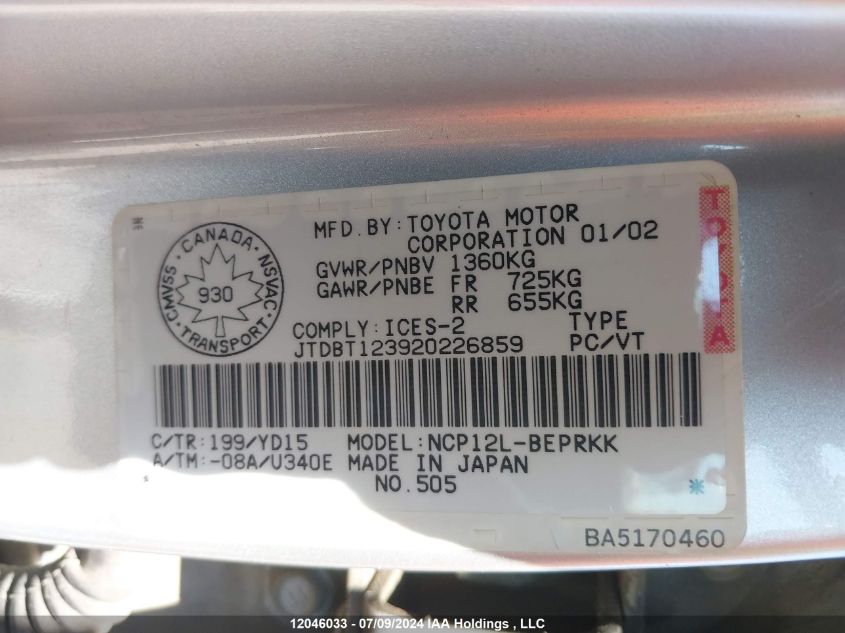 MFD.BY:TOYOTA MOTOR
CORPORATION 01/02
GVWR/PNBV 1360KG
GAWR/PNBE FR 725KG
RR 655KG
COMPLY:ICES-2 TYPE
JTDBT123920226859 PC/VT
CANADA
CMVSS · NSVAC
930
TRANSPORT
TOYOTA
C/TR:199/YD15 MODEL:NCP12L-BEPRKK
A/TM:-08A/U340E MADE IN JAPAN
NO.505
BA5170460
12046033 - 07/09/2024 IAA Holdings , LLC